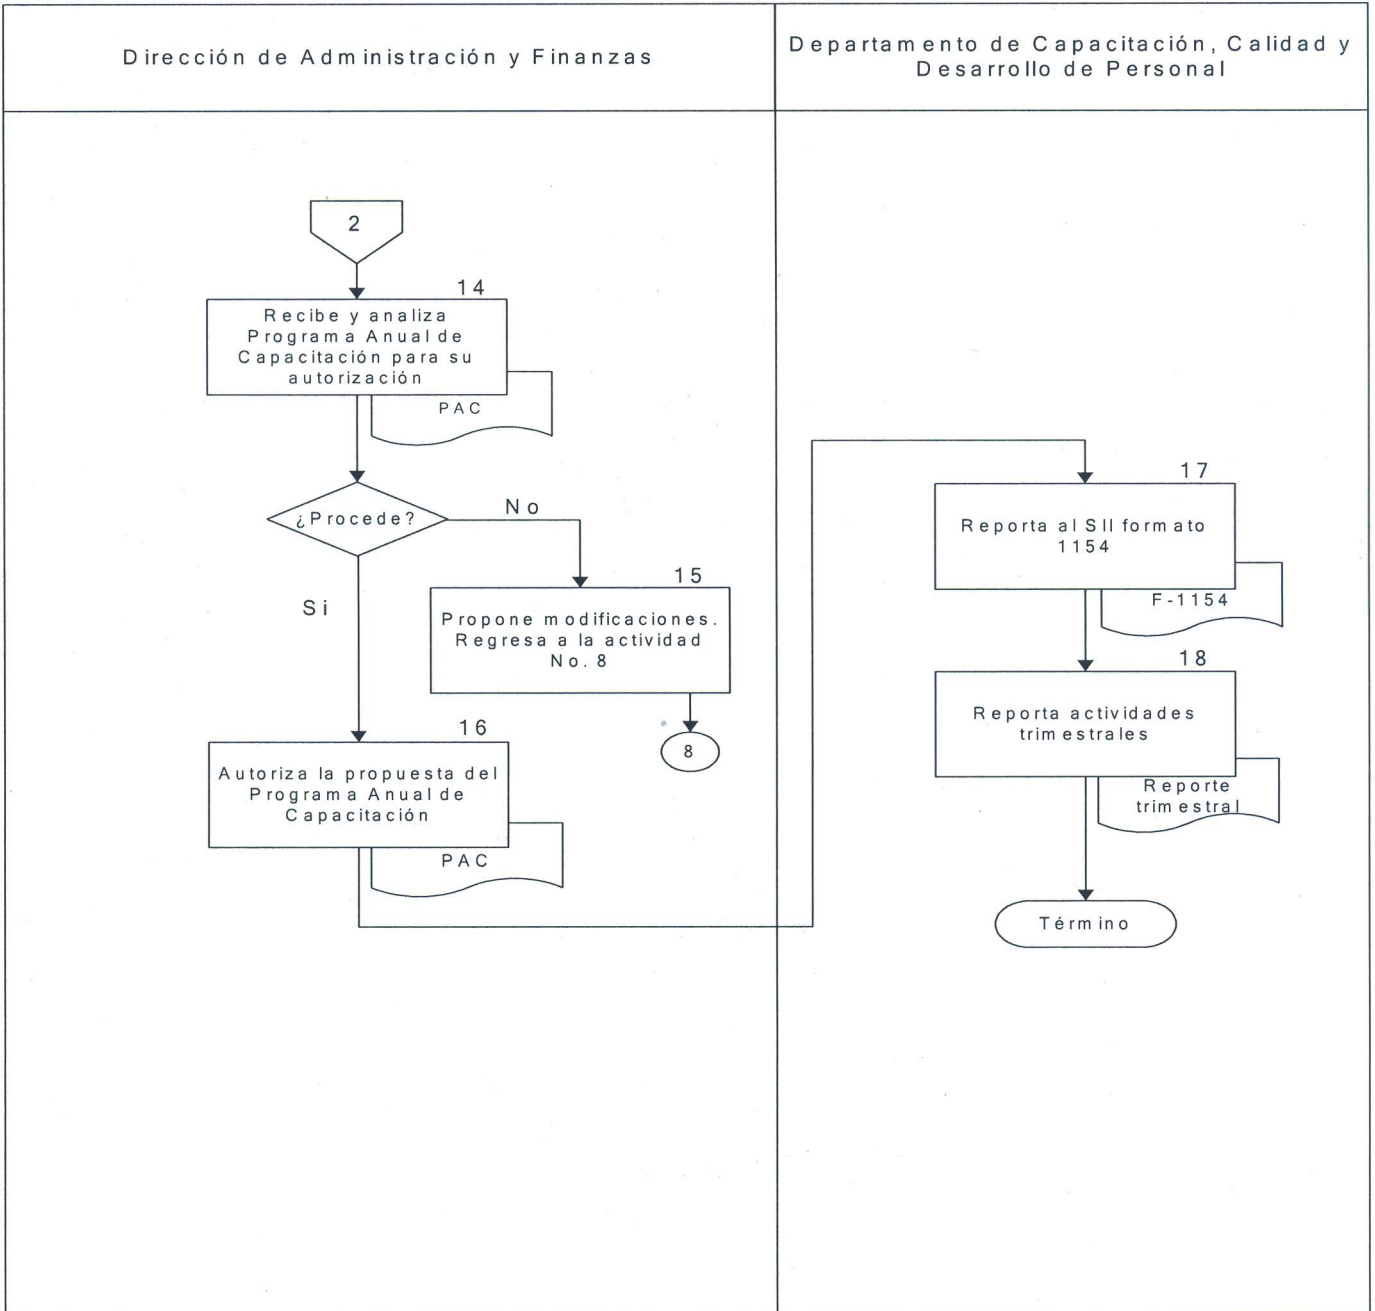 Dirección de Administración y Finanzas
Departamento de Capacitación, Calidad y
Desarrollo de Personal
2
14
Recibe y analiza
Programa Anual de
Capacitación para su
autorización
PAC
¿Procede?
No
Si
15
Propone modificaciones.
Regresa a la actividad
No. 8
8
16
Autoriza la propuesta del
Programa Anual de
Capacitación
PAC
17
Reporta al SII formato
1154
F-1154
18
Reporta actividades
trimestrales
Reporte
trimestral
Término